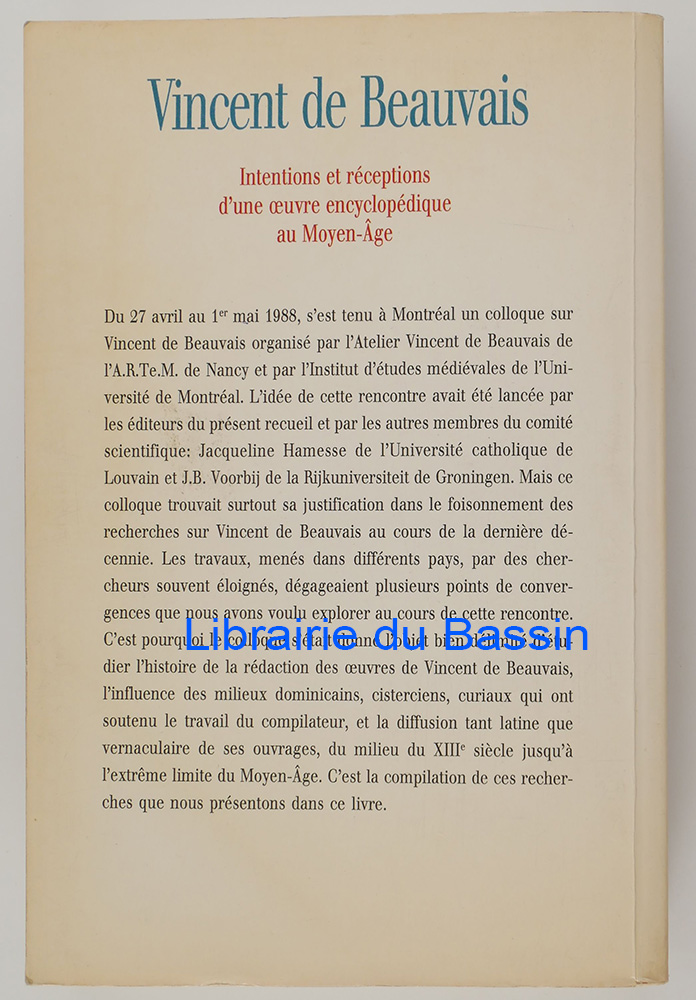 Vincent de Beauvais
Intentions et réceptions
d'une œuvre encyclopédique
au Moyen-Âge
Du 27 avril au 1er mai 1988, s'est tenu à Montréal un colloque sur
Vincent de Beauvais organisé par l'Atelier Vincent de Beauvais de
l'A.R.Te.M. de Nancy et par l'Institut d'études médiévales de l'Uni-
versité de Montréal. L'idée de cette rencontre avait été lancée par
les éditeurs du présent recueil et par les autres membres du comité
scientifique: Jacqueline Hamesse de l'Université catholique de
Louvain et J.B. Voorbij de la Rijkuniversiteit de Groningen. Mais ce
colloque trouvait surtout sa justification dans le foisonnement des
recherches sur Vincent de Beauvais au cours de la dernière dé-
cennie. Les travaux, menés dans différents pays, par des cher-
cheurs souvent éloignés, dégageaient plusieurs points de conver-
gences que nous avons voulu explorer au cours de cette rencontre.
C'est pourquoi le colloque s'était donné l'objet bien délimité d'étu-
Librairie du Bassin
dier l'histoire de la rédaction des œuvres de Vincent de Beauvais,
l'influence des milieux dominicains, cisterciens, curiaux qui ont
soutenu le travail du compilateur, et la diffusion tant latine que
vernaculaire de ses ouvrages, du milieu du XIIIe siècle jusqu'à
l'extrême limite du Moyen-Âge. C'est la compilation de ces recher-
ches que nous présentons dans ce livre.